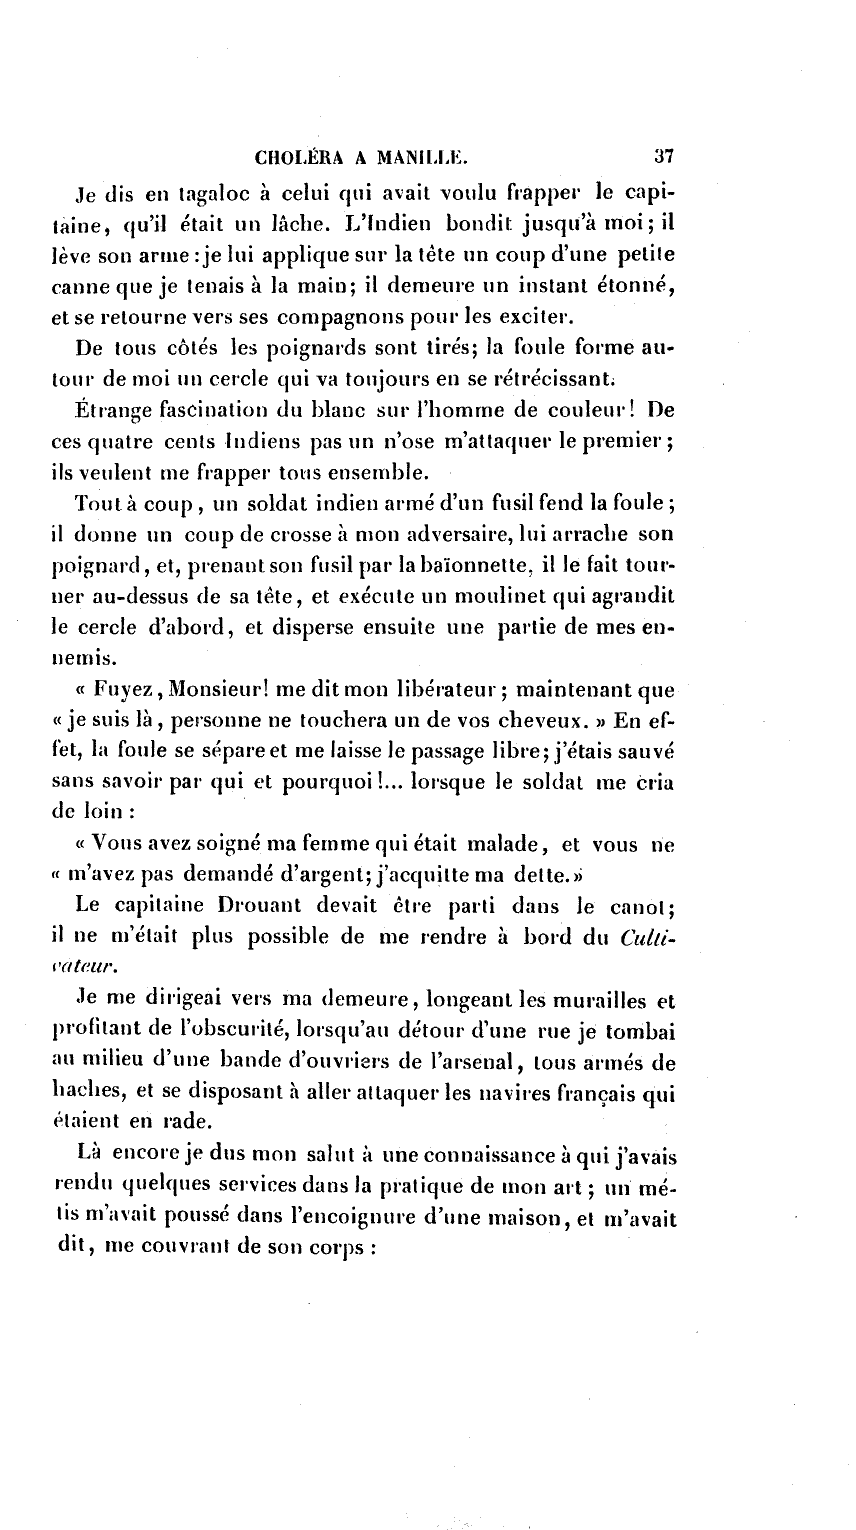 CHOLÉRA A MANILLE. 37
Je dis en tagaloc à celui qui avait voulu frapper le capi-
taine, qu'il était un lâche. L'Indien bondit jusqu'à moi; il
lève son arme : je lui applique sur la tête un coup d'une petite
canne que je tenais à la main; il demeure un instant étonné,
et se retourne vers ses compagnons pour les exciter.
De tous côtés les poignards sont tirés; la foule forme au-
tour de moi un cercle qui va toujours en se rétrécissant.
Étrange fascination du blanc sur l'homme de couleur! De
ces quatre cents Indiens pas un n'ose m'attaquer le premier;
ils veulent me frapper tous ensemble.
Tout à coup, un soldat indien armé d'un fusil fend la foule;
il donne un coup de crosse à mon adversaire, lui arrache son
poignard, et, prenant son fusil par la baïonnette, il le fait tour-
ner au-dessus de sa tête, et exécute un moulinet qui agrandit
le cercle d'abord, et disperse ensuite une partie de mes en-
nemis.
« Fuyez, Monsieur! me dit mon libérateur; maintenant que
« je suis là, personne ne touchera un de vos cheveux. » En ef-
fet, la foule se sépare et me laisse le passage libre; j'étais sauvé
sans savoir par qui et pourquoi!... lorsque le soldat me cria
de loin :
« Vous avez soigné ma femme qui était malade, et vous ne
« m'avez pas demandé d'argent; j'acquitte ma dette. »
Le capitaine Drouant devait être parti dans le canot;
il ne m'était plus possible de me rendre à bord du Culti-
vateur.
Je me dirigeai vers ma demeure, longeant les murailles et
profitant de l'obscurité, lorsqu'au détour d'une rue je tombai
au milieu d'une bande d'ouvriers de l'arsenal, tous armés de
haches, et se disposant à aller attaquer les navires français qui
étaient en rade.
Là encore je dus mon salut à une connaissance à qui j'avais
rendu quelques services dans la pratique de mon art; un mé-
tis m'avait poussé dans l'encoignure d'une maison, et m'avait
dit, me couvrant de son corps :